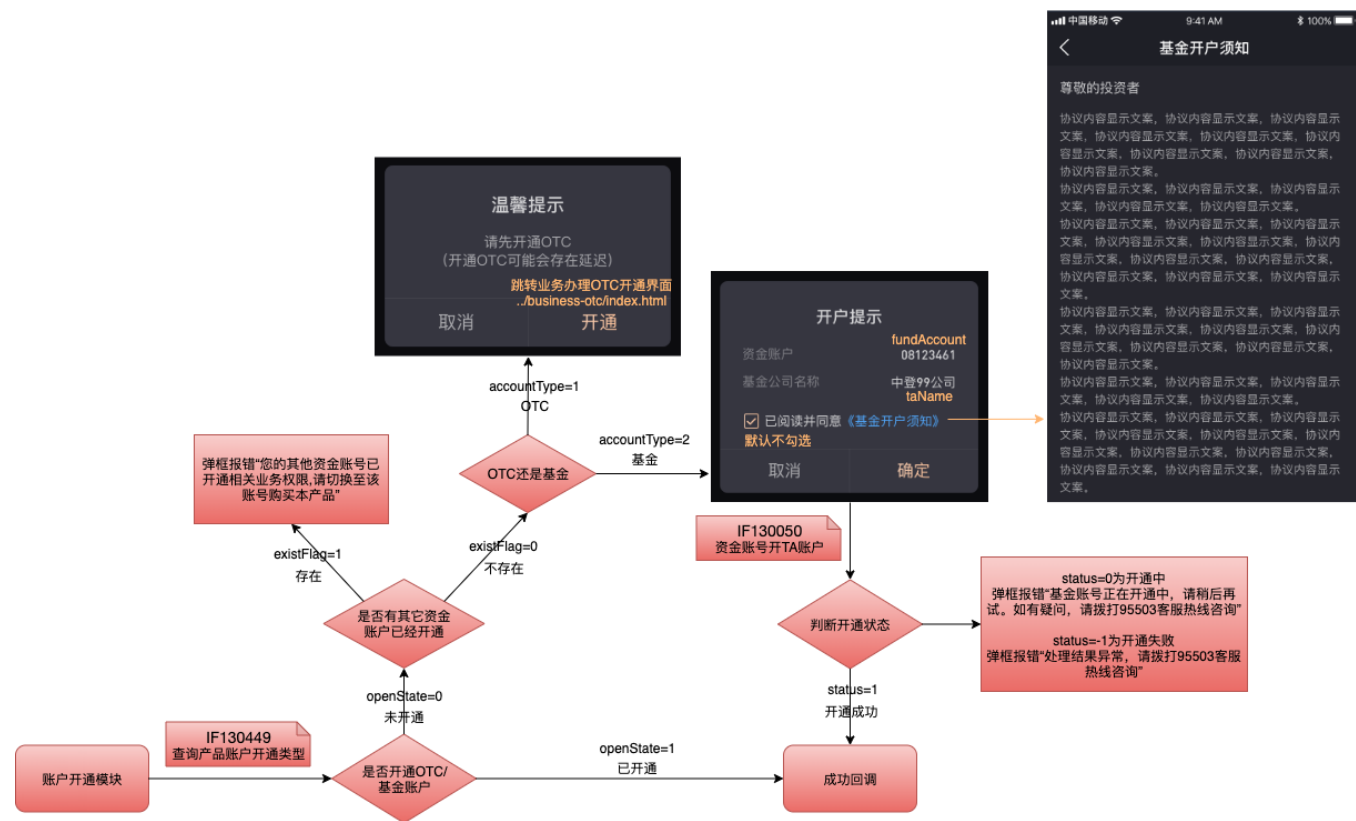 中国移动
9:41 AM
100%
基金开户须知
尊敬的投资者
协议内容显示文案，协议内容显示文案，协议内容显示
文案，协议内容显示文案，协议内容显示文案，协议内
容显示文案，协议内容显示文案，协议内容显示文案，
协议内容显示文案。
协议内容显示文案，协议内容显示文案，协议内容显示
文案，协议内容显示文案，协议内容显示文案。
协议内容显示文案，协议内容显示文案，协议内容显示
文案，协议内容显示文案，协议内容显示文案，协议内
容显示文案，协议内容显示文案，协议内容显示文案，
协议内容显示文案，协议内容显示文案，协议内容显示
文案。
协议内容显示文案，协议内容显示文案，协议内容显示
文案，协议内容显示文案，协议内容显示文案，协议内
容显示文案，协议内容显示文案，协议内容显示文案，
协议内容显示文案。
协议内容显示文案，协议内容显示文案，协议内容显示
文案，协议内容显示文案，协议内容显示文案。
协议内容显示文案，协议内容显示文案，协议内容显示
文案，协议内容显示文案，协议内容显示文案，协议内
容显示文案，协议内容显示文案，协议内容显示文案，
协议内容显示文案，协议内容显示文案，协议内容显示
文案。
温馨提示
请先开通OTC
（开通OTC可能会存在延迟）
跳转业务办理OTC开通界面
../business-otc/index.html
取消
开通
开户提示
fundAccount
资金账户
08123461
基金公司名称
中登99公司
taName
已阅读并同意《基金开户须知》
默认不勾选
取消
确定
accountType=1
OTC
accountType=2
基金
OTC还是基金
弹框报错“您的其他资金账号已
开通相关业务权限,请切换至该
账号购买本产品”
existFlag=1
存在
existFlag=0
不存在
IF130050
资金账号开TA账户
是否有其它资金
账户已经开通
判断开通状态
status=0为开通中
弹框报错“基金账号正在开通中，请稍后再
试。如有疑问，请拨打95503客服热线咨询”
status=-1为开通失败
弹框报错“处理结果异常，请拨打95503客服
热线咨询”
openState=0
未开通
status=1
开通成功
IF130449
查询产品账户开通类型
账户开通模块
是否开通OTC/
基金账户
openState=1
已开通
成功回调